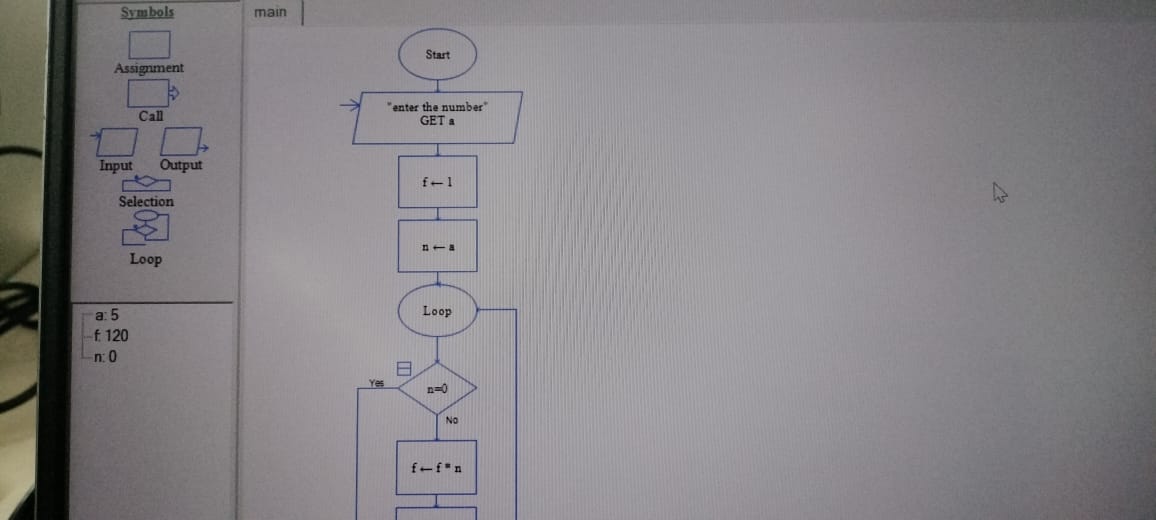 Symbols
Assignment
Call
Input
Output
Selection
Loop
a: 5
f: 120
n: 0
main
Start
"enter the number"
GET a
f ← 1
n ← a
Loop
Yes
n=0
No
f ← f * n